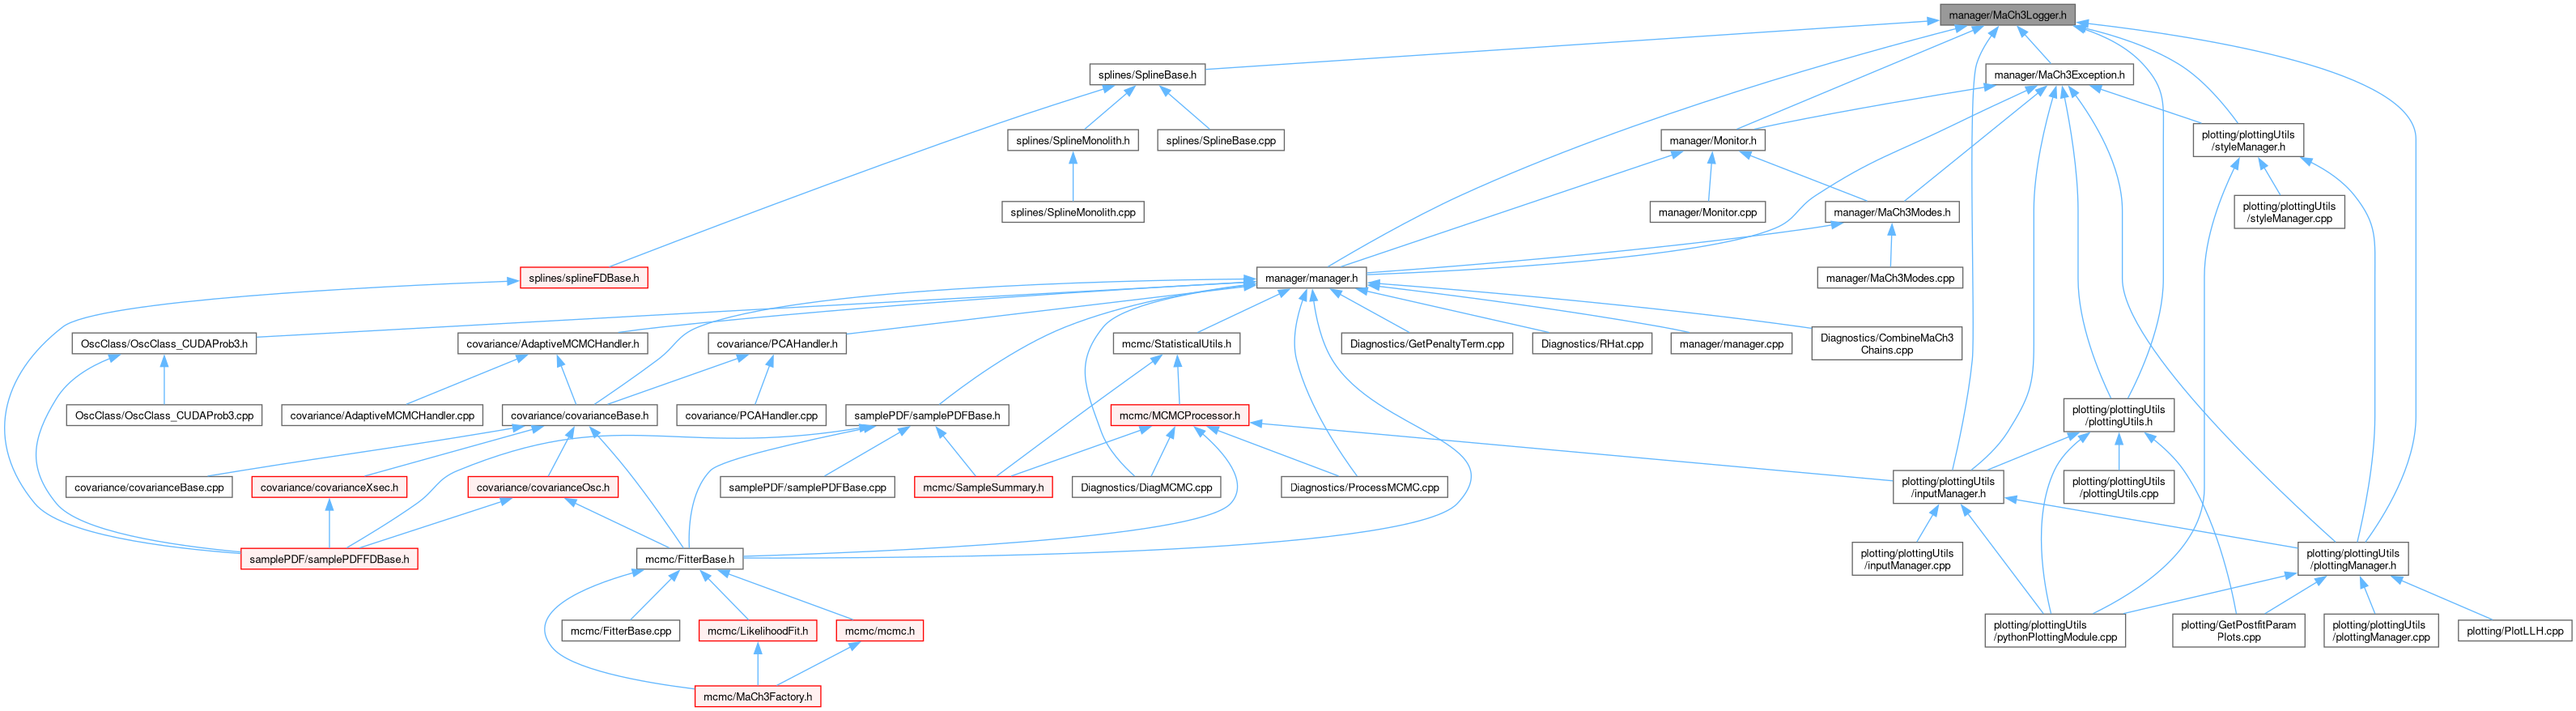 manager/MaCh3Logger.h
splines/SplineBase.h
manager/MaCh3Exception.h
splines/SplineMonolith.h
splines/SplineBase.cpp
manager/Monitor.h
plotting/plottingUtils
/styleManager.h
splines/SplineMonolith.cpp
manager/Monitor.cpp
manager/MaCh3Modes.h
plotting/plottingUtils
/styleManager.cpp
splines/splineFDBase.h
manager/manager.h
manager/MaCh3Modes.cpp
OscClass/OscClass_CUDAProb3.h
covariance/AdaptiveMCMCHandler.h
covariance/PCAHandler.h
mcmc/StatisticalUtils.h
Diagnostics/GetPenaltyTerm.cpp
Diagnostics/RHat.cpp
manager/manager.cpp
Diagnostics/CombineMaCh3
Chains.cpp
OscClass/OscClass_CUDAProb3.cpp
covariance/AdaptiveMCMCHandler.cpp
covariance/covarianceBase.h
covariance/PCAHandler.cpp
samplePDF/samplePDFBase.h
mcmc/MCMCProcessor.h
plotting/plottingUtils
/plottingUtils.h
covariance/covarianceBase.cpp
covariance/covarianceXsec.h
covariance/covarianceOsc.h
samplePDF/samplePDFBase.cpp
mcmc/SampleSummary.h
Diagnostics/DiagMCMC.cpp
Diagnostics/ProcessMCMC.cpp
plotting/plottingUtils
/inputManager.h
plotting/plottingUtils
/plottingUtils.cpp
samplePDF/samplePDFFDBase.h
mcmc/FitterBase.h
plotting/plottingUtils
/inputManager.cpp
plotting/plottingUtils
/plottingManager.h
mcmc/FitterBase.cpp
mcmc/LikelihoodFit.h
mcmc/mcmc.h
plotting/plottingUtils
/pythonPlottingModule.cpp
plotting/GetPostfitParam
Plots.cpp
plotting/plottingUtils
/plottingManager.cpp
plotting/PlotLLH.cpp
mcmc/MaCh3Factory.h